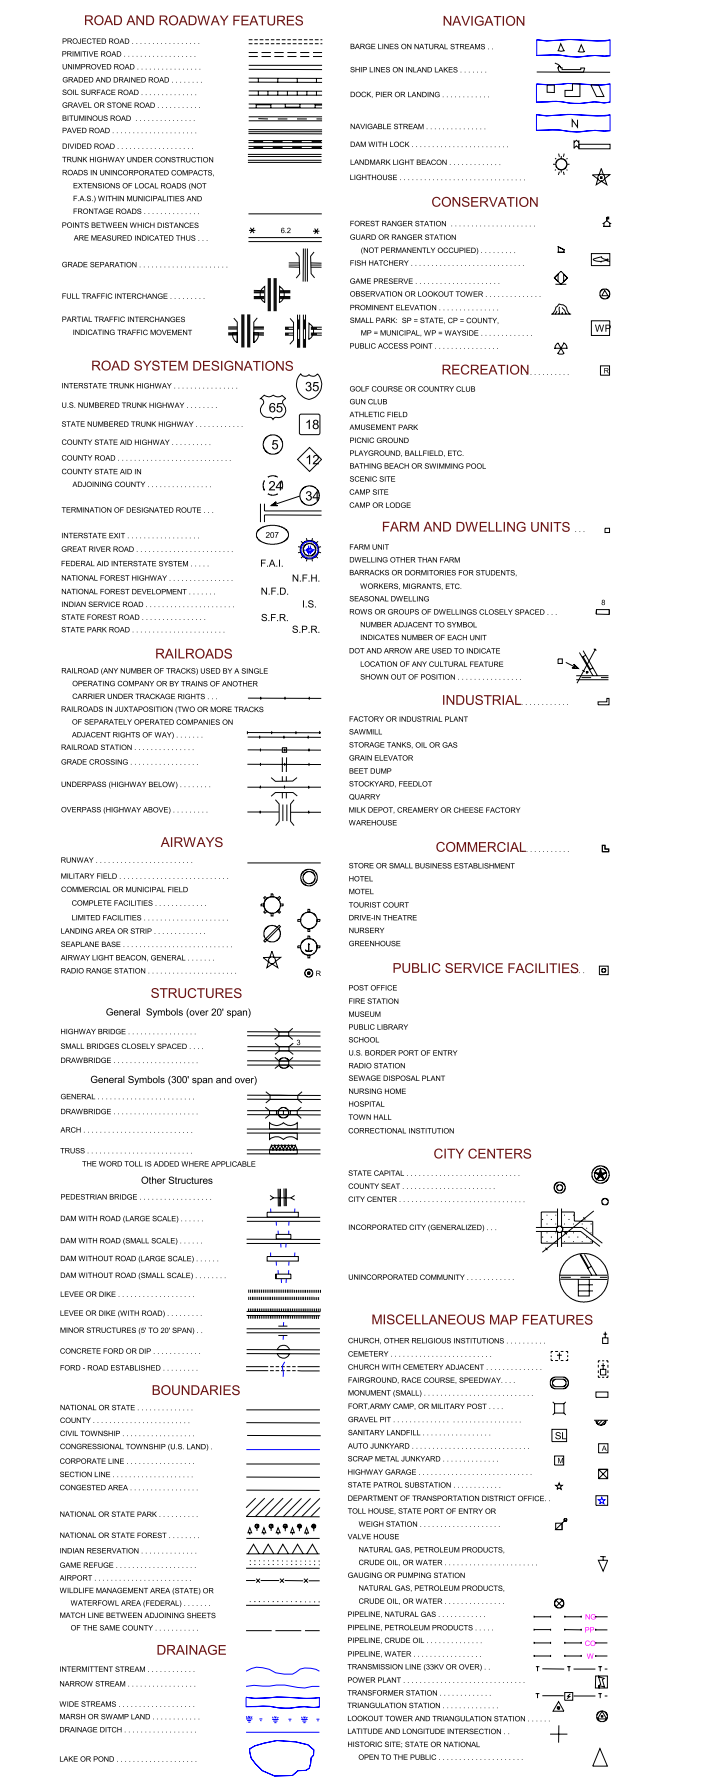 ROAD AND ROADWAY FEATURES
PROJECTED ROAD
PRIMITIVE ROAD
UNIMPROVED ROAD
GRADED AND DRAINED ROAD
SOIL SURFACE ROAD
GRAVEL OR STONE ROAD
BITUMINOUS ROAD
PAVED ROAD
DIVIDED ROAD
TRUNK HIGHWAY UNDER CONSTRUCTION
ROADS IN UNINCORPORATED COMPACTS,
EXTENSIONS OF LOCAL ROADS (NOT
F.A.S.) WITHIN MUNICIPALITIES AND
FRONTAGE ROADS
POINTS BETWEEN WHICH DISTANCES
ARE MEASURED INDICATED THUS . . . 6.2
GRADE SEPARATION
FULL TRAFFIC INTERCHANGE
PARTIAL TRAFFIC INTERCHANGES
INDICATING TRAFFIC MOVEMENT
ROAD SYSTEM DESIGNATIONS
INTERSTATE TRUNK HIGHWAY 35
U.S. NUMBERED TRUNK HIGHWAY 65
STATE NUMBERED TRUNK HIGHWAY 18
COUNTY STATE AID HIGHWAY 5
COUNTY ROAD 12
COUNTY STATE AID IN
ADJOINING COUNTY 24 34
TERMINATION OF DESIGNATED ROUTE . . .
INTERSTATE EXIT 207
GREAT RIVER ROAD
FEDERAL AID INTERSTATE SYSTEM F.A.I.
NATIONAL FOREST HIGHWAY N.F.H.
NATIONAL FOREST DEVELOPMENT N.F.D.
INDIAN SERVICE ROAD I.S.
STATE FOREST ROAD S.F.R.
STATE PARK ROAD S.P.R.
RAILROADS
RAILROAD (ANY NUMBER OF TRACKS) USED BY A SINGLE
OPERATING COMPANY OR BY TRAINS OF ANOTHER
CARRIER UNDER TRACKAGE RIGHTS . . .
RAILROADS IN JUXTAPOSITION (TWO OR MORE TRACKS
OF SEPARATELY OPERATED COMPANIES ON
ADJACENT RIGHTS OF WAY)
RAILROAD STATION
GRADE CROSSING
UNDERPASS (HIGHWAY BELOW)
OVERPASS (HIGHWAY ABOVE)
AIRWAYS
RUNWAY
MILITARY FIELD
COMMERCIAL OR MUNICIPAL FIELD
COMPLETE FACILITIES
LIMITED FACILITIES
LANDING AREA OR STRIP
SEAPLANE BASE
AIRWAY LIGHT BEACON, GENERAL
RADIO RANGE STATION R
STRUCTURES
General Symbols (over 20' span)
HIGHWAY BRIDGE
SMALL BRIDGES CLOSELY SPACED . . . . 3
DRAWBRIDGE
General Symbols (300' span and over)
GENERAL
DRAWBRIDGE
ARCH
TRUSS
THE WORD TOLL IS ADDED WHERE APPLICABLE
Other Structures
PEDESTRIAN BRIDGE
DAM WITH ROAD (LARGE SCALE)
DAM WITH ROAD (SMALL SCALE)
DAM WITHOUT ROAD (LARGE SCALE)
DAM WITHOUT ROAD (SMALL SCALE)
LEVEE OR DIKE
LEVEE OR DIKE (WITH ROAD)
MINOR STRUCTURES (5' TO 20' SPAN) . .
CONCRETE FORD OR DIP
FORD - ROAD ESTABLISHED
BOUNDARIES
NATIONAL OR STATE
COUNTY
CIVIL TOWNSHIP
CONGRESSIONAL TOWNSHIP (U.S. LAND) .
CORPORATE LINE
SECTION LINE
CONGESTED AREA
NATIONAL OR STATE PARK
NATIONAL OR STATE FOREST
INDIAN RESERVATION
GAME REFUGE
AIRPORT
WILDLIFE MANAGEMENT AREA (STATE) OR
WATERFOWL AREA (FEDERAL)
MATCH LINE BETWEEN ADJOINING SHEETS
OF THE SAME COUNTY
DRAINAGE
INTERMITTENT STREAM
NARROW STREAM
WIDE STREAMS
MARSH OR SWAMP LAND
DRAINAGE DITCH
LAKE OR POND
NAVIGATION
BARGE LINES ON NATURAL STREAMS . .
SHIP LINES ON INLAND LAKES
DOCK, PIER OR LANDING
NAVIGABLE STREAM N
DAM WITH LOCK
LANDMARK LIGHT BEACON
LIGHTHOUSE
CONSERVATION
FOREST RANGER STATION
GUARD OR RANGER STATION
(NOT PERMANENTLY OCCUPIED)
FISH HATCHERY
GAME PRESERVE
OBSERVATION OR LOOKOUT TOWER
PROMINENT ELEVATION
SMALL PARK: SP = STATE, CP = COUNTY,
MP = MUNICIPAL, WP = WAYSIDE WP
PUBLIC ACCESS POINT
RECREATION R
GOLF COURSE OR COUNTRY CLUB
GUN CLUB
ATHLETIC FIELD
AMUSEMENT PARK
PICNIC GROUND
PLAYGROUND, BALLFIELD, ETC.
BATHING BEACH OR SWIMMING POOL
SCENIC SITE
CAMP SITE
CAMP OR LODGE
FARM AND DWELLING UNITS . . .
FARM UNIT
DWELLING OTHER THAN FARM
BARRACKS OR DORMITORIES FOR STUDENTS,
WORKERS, MIGRANTS, ETC.
SEASONAL DWELLING
ROWS OR GROUPS OF DWELLINGS CLOSELY SPACED . . . 8
NUMBER ADJACENT TO SYMBOL
INDICATES NUMBER OF EACH UNIT
DOT AND ARROW ARE USED TO INDICATE
LOCATION OF ANY CULTURAL FEATURE
SHOWN OUT OF POSITION
INDUSTRIAL
FACTORY OR INDUSTRIAL PLANT
SAWMILL
STORAGE TANKS, OIL OR GAS
GRAIN ELEVATOR
BEET DUMP
STOCKYARD, FEEDLOT
QUARRY
MILK DEPOT, CREAMERY OR CHEESE FACTORY
WAREHOUSE
COMMERCIAL
STORE OR SMALL BUSINESS ESTABLISHMENT
HOTEL
MOTEL
TOURIST COURT
DRIVE-IN THEATRE
NURSERY
GREENHOUSE
PUBLIC SERVICE FACILITIES . .
POST OFFICE
FIRE STATION
MUSEUM
PUBLIC LIBRARY
SCHOOL
U.S. BORDER PORT OF ENTRY
RADIO STATION
SEWAGE DISPOSAL PLANT
NURSING HOME
HOSPITAL
TOWN HALL
CORRECTIONAL INSTITUTION
CITY CENTERS
STATE CAPITAL
COUNTY SEAT
CITY CENTER
INCORPORATED CITY (GENERALIZED) . . .
UNINCORPORATED COMMUNITY
MISCELLANEOUS MAP FEATURES
CHURCH, OTHER RELIGIOUS INSTITUTIONS
CEMETERY
CHURCH WITH CEMETERY ADJACENT
FAIRGROUND, RACE COURSE, SPEEDWAY
MONUMENT (SMALL)
FORT,ARMY CAMP, OR MILITARY POST
GRAVEL PIT
SANITARY LANDFILL SL
AUTO JUNKYARD A
SCRAP METAL JUNKYARD M
HIGHWAY GARAGE
STATE PATROL SUBSTATION
DEPARTMENT OF TRANSPORTATION DISTRICT OFFICE. .
TOLL HOUSE, STATE PORT OF ENTRY OR
WEIGH STATION
VALVE HOUSE
NATURAL GAS, PETROLEUM PRODUCTS,
CRUDE OIL, OR WATER
GAUGING OR PUMPING STATION
NATURAL GAS, PETROLEUM PRODUCTS,
CRUDE OIL, OR WATER
PIPELINE, NATURAL GAS NG
PIPELINE, PETROLEUM PRODUCTS PP
PIPELINE, CRUDE OIL CO
PIPELINE, WATER W
TRANSMISSION LINE (33KV OR OVER) . . T T T
POWER PLANT
TRANSFORMER STATION T T
TRIANGULATION STATION
LOOKOUT TOWER AND TRIANGULATION STATION
LATITUDE AND LONGITUDE INTERSECTION . .
HISTORIC SITE; STATE OR NATIONAL
OPEN TO THE PUBLIC